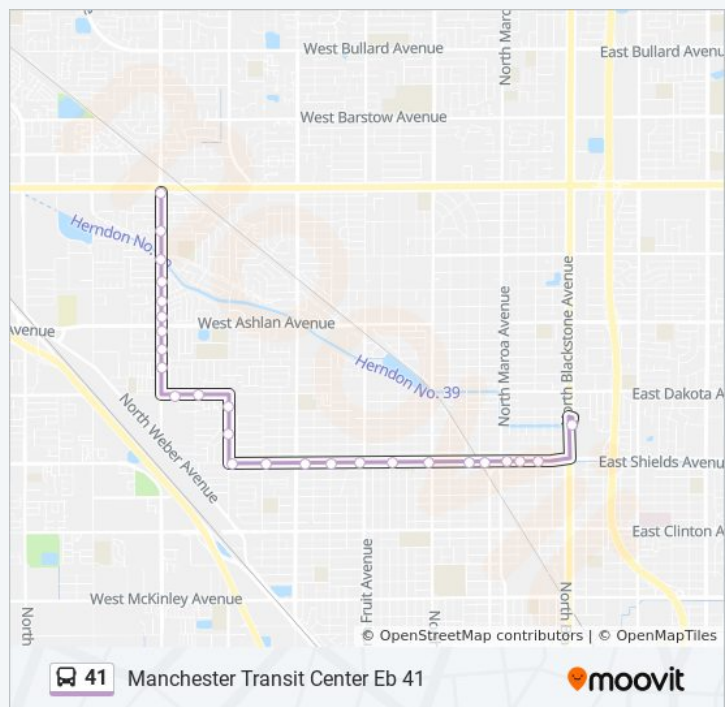 North Maro
West Bullard Avenue
East Bullard Avenu
West Barstow Avenue
Herndon No.
West Ashlan Avenue
venue
North Maroa Avenue
North Blackstone Avenue
Herndon No. 39
East Dakota A
North Weber Avenue
East Shields Avenu
East Clinton A
Fruit Avenue
West McKinley Avenue
North
North
© OpenStreetMap contributors | © OpenMapTiles
41 Manchester Transit Center Eb 41
moovit